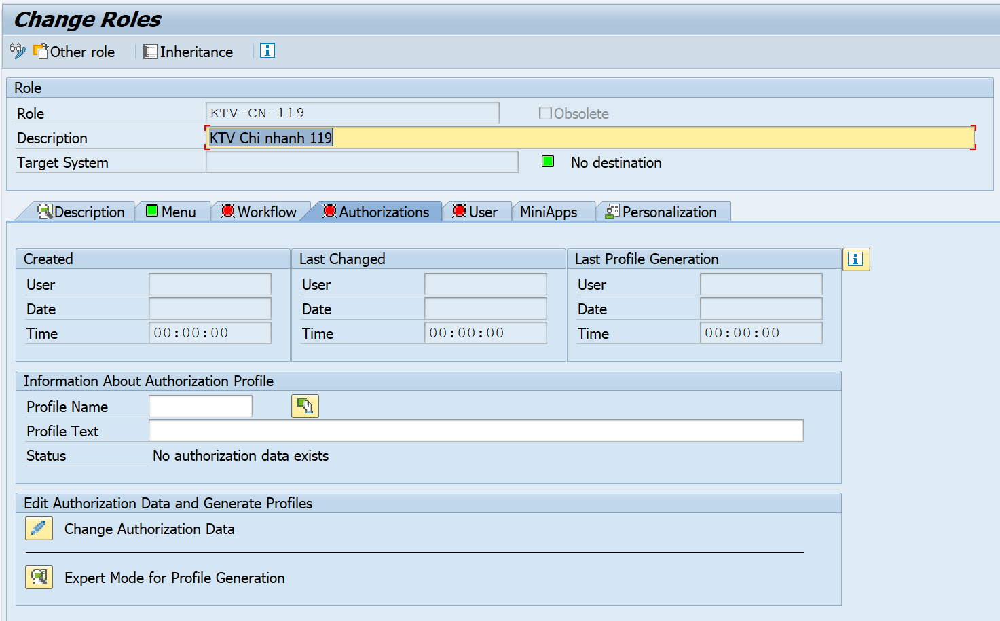 Change Roles
Other role Inheritance
Role
Role KTV-CN-119 Obsolete
Description KTV Chi nhanh 119
Target System No destination
Description Menu Workflow Authorizations User MiniApps Personalization
Created Last Changed Last Profile Generation
User User User
Date Date Date
Time 00:00:00 Time 00:00:00 Time 00:00:00
Information About Authorization Profile
Profile Name
Profile Text
Status No authorization data exists
Edit Authorization Data and Generate Profiles
Change Authorization Data
Expert Mode for Profile Generation